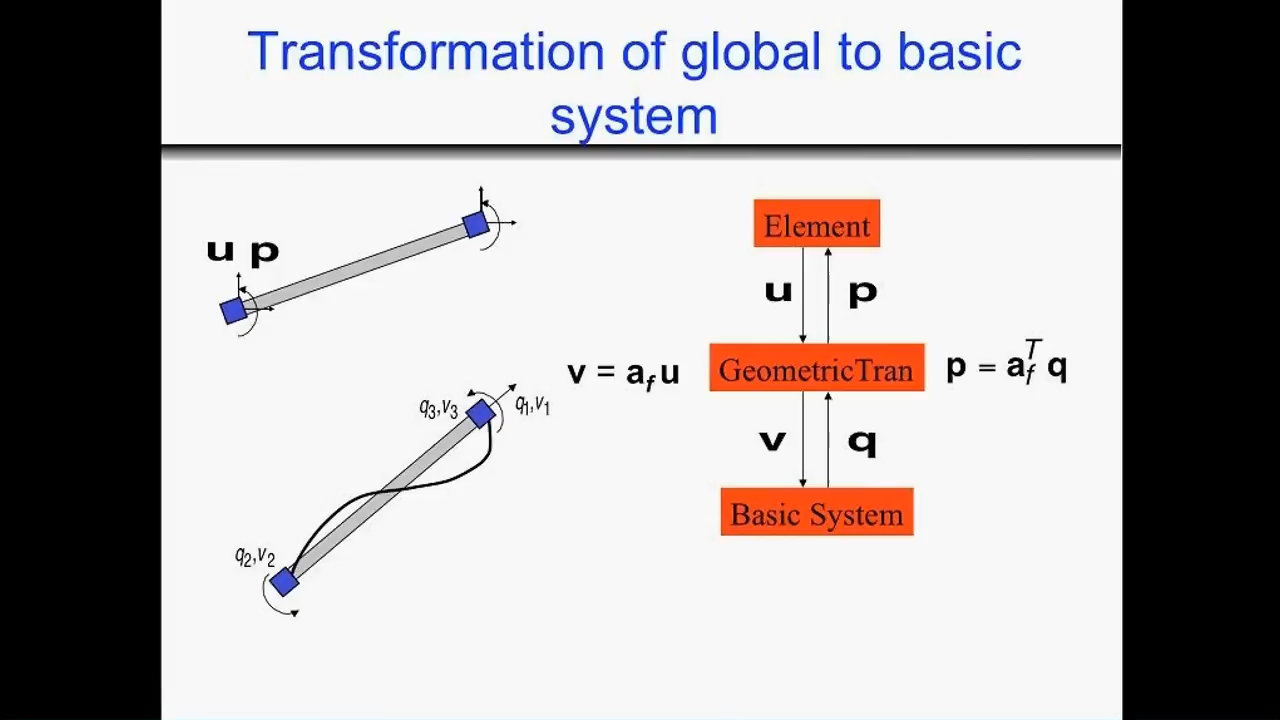 Transformation of global to basic
system
u p
Element
u p
v = a_f u
GeometricTran
p = a_f^T q
q₃,v₃
q₁,v₁
v q
Basic System
q₂,v₂